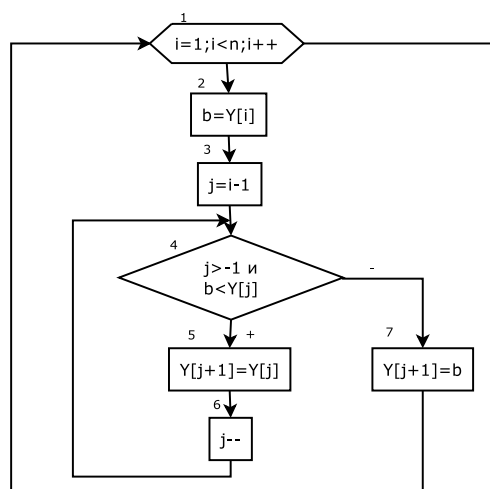 1
i=1;i<n;i++
2
b=Y[i]
3
j=i-1
4
j>-1 и
b<Y[j]
-
5
+
7
Y[j+1]=Y[j]
Y[j+1]=b
6
j--